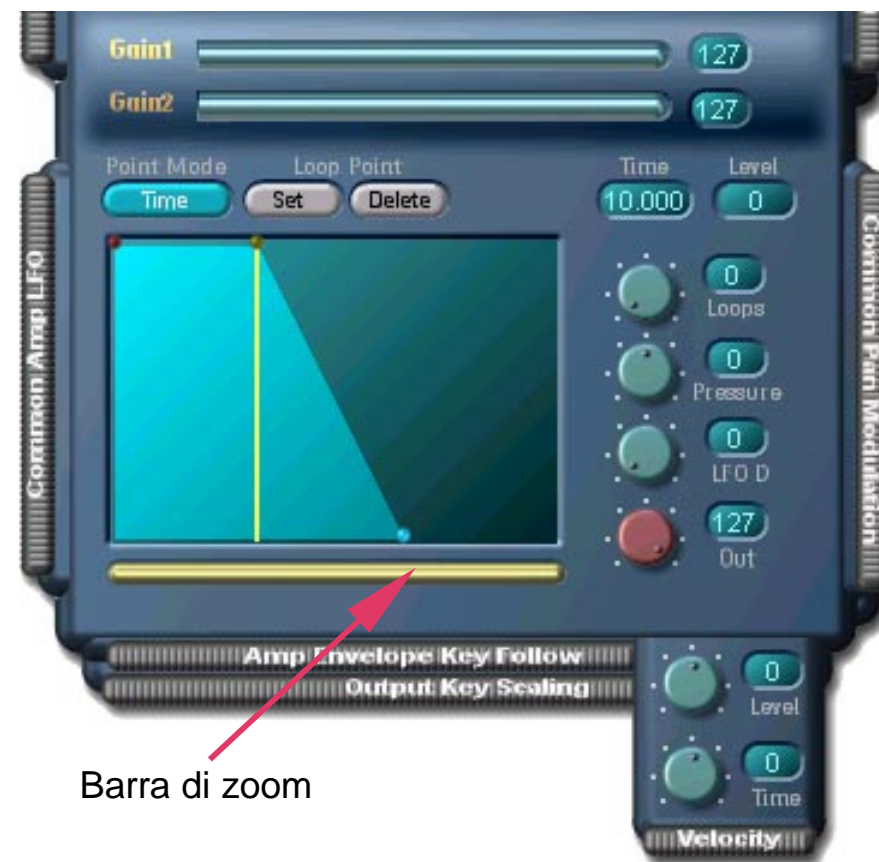 Gain1 127
Gain2 127
Point Mode Loop Point Time Level
Time Set Delete 10.000 0
0
Loops
0
Pressure
0
LFO D
127
Out
Common Amp LFO
Common Pan Modulation
Amp Envelope Key Follow
Output Key Scaling
0
Level
0
Time
Velocity
Barra di zoom